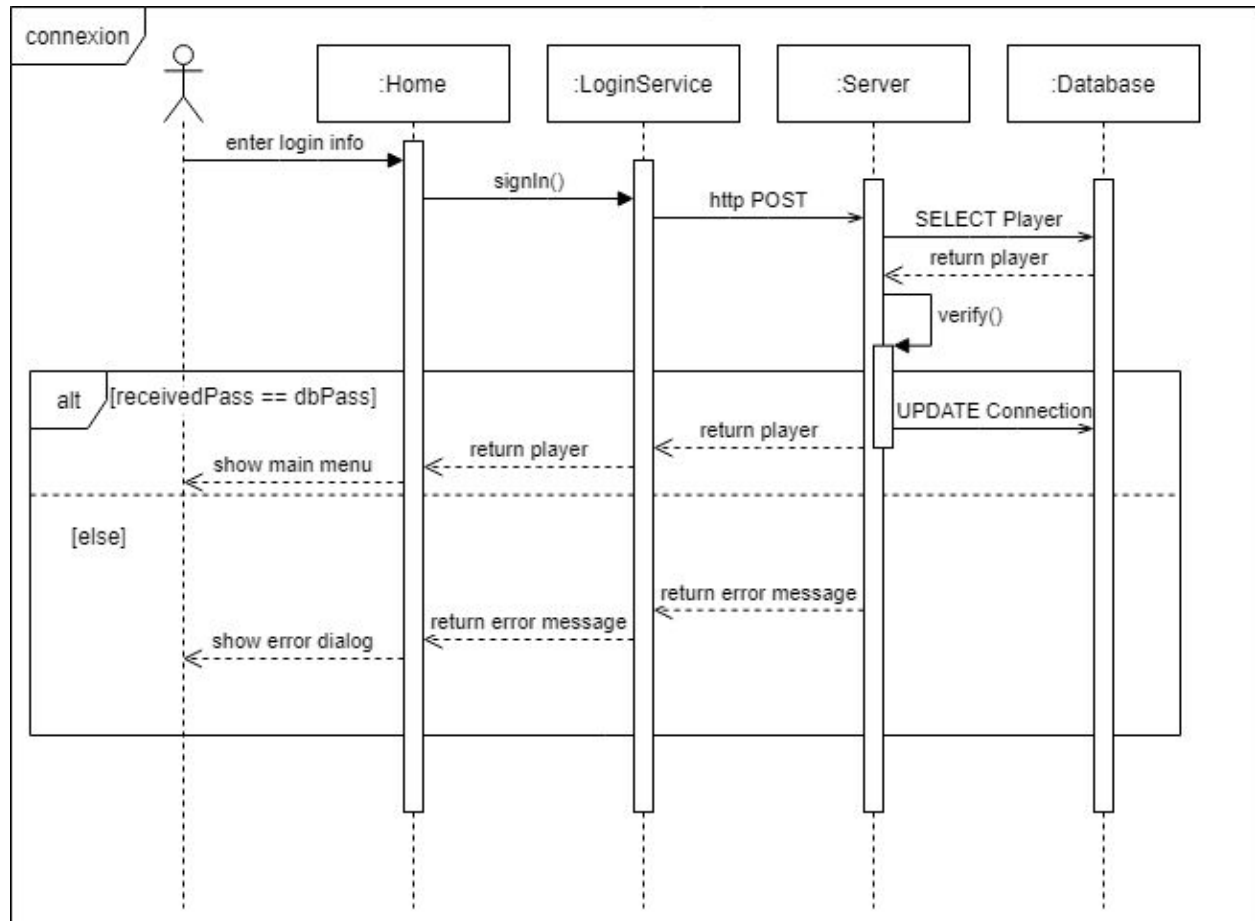 connexion
:Home
:LoginService
:Server
:Database
enter login info
signIn()
http POST
SELECT Player
return player
verify()
alt
[receivedPass == dbPass]
UPDATE Connection
return player
return player
show main menu
[else]
return error message
return error message
show error dialog